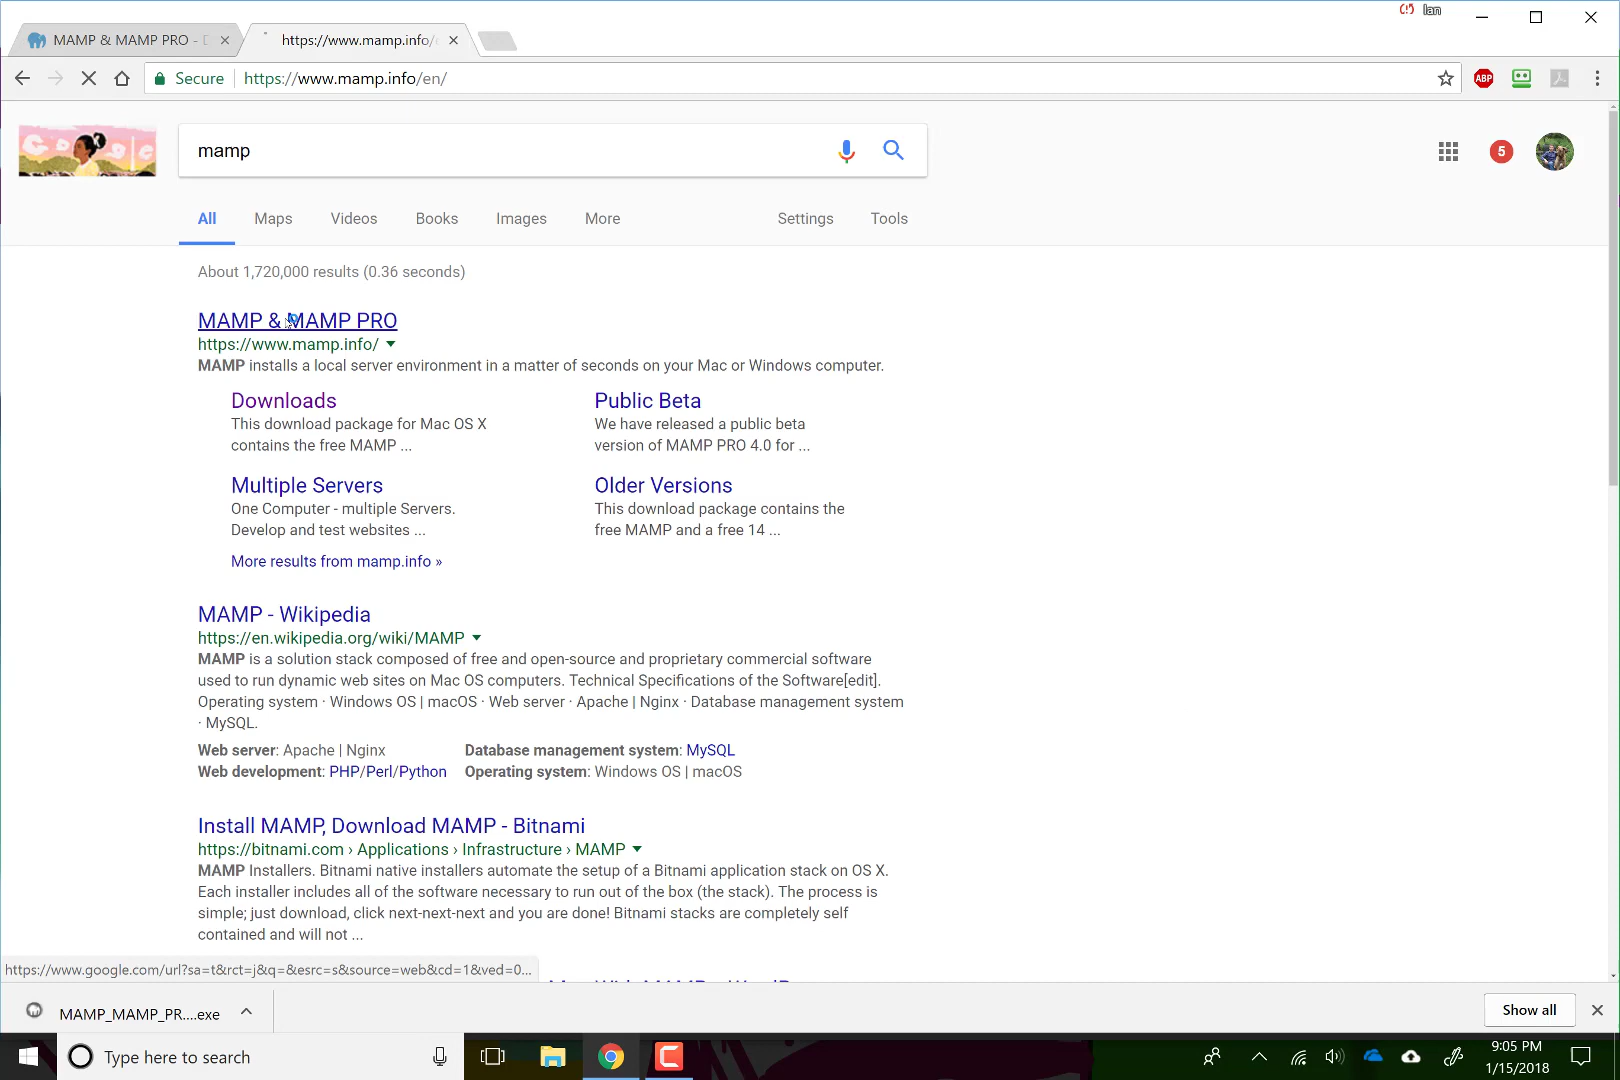 Ian
MAMP & MAMP PRO -
https://www.mamp.info/
Secure
https://www.mamp.info/en/
ABP
mamp
5
All
Maps
Videos
Books
Images
More
Settings
Tools
About 1,720,000 results (0.36 seconds)
MAMP & MAMP PRO
https://www.mamp.info/
MAMP installs a local server environment in a matter of seconds on your Mac or Windows computer.
Downloads
This download package for Mac OS X
contains the free MAMP ...
Public Beta
We have released a public beta
version of MAMP PRO 4.0 for ...
Multiple Servers
One Computer - multiple Servers.
Develop and test websites ...
Older Versions
This download package contains the
free MAMP and a free 14 ...
More results from mamp.info »
MAMP - Wikipedia
https://en.wikipedia.org/wiki/MAMP
MAMP is a solution stack composed of free and open-source and proprietary commercial software
used to run dynamic web sites on Mac OS computers. Technical Specifications of the Software[edit].
Operating system · Windows OS | macOS · Web server · Apache | Nginx · Database management system
· MySQL.
Web server: Apache | Nginx
Database management system: MySQL
Web development: PHP/Perl/Python
Operating system: Windows OS | macOS
Install MAMP, Download MAMP - Bitnami
https://bitnami.com › Applications › Infrastructure › MAMP
MAMP Installers. Bitnami native installers automate the setup of a Bitnami application stack on OS X.
Each installer includes all of the software necessary to run out of the box (the stack). The process is
simple; just download, click next-next-next and you are done! Bitnami stacks are completely self
contained and will not ...
https://www.google.com/url?sa=t&rct=j&q=&esrc=s&source=web&cd=1&ved=0...
MAMP_MAMP_PR....exe
Show all
Type here to search
9:05 PM
1/15/2018